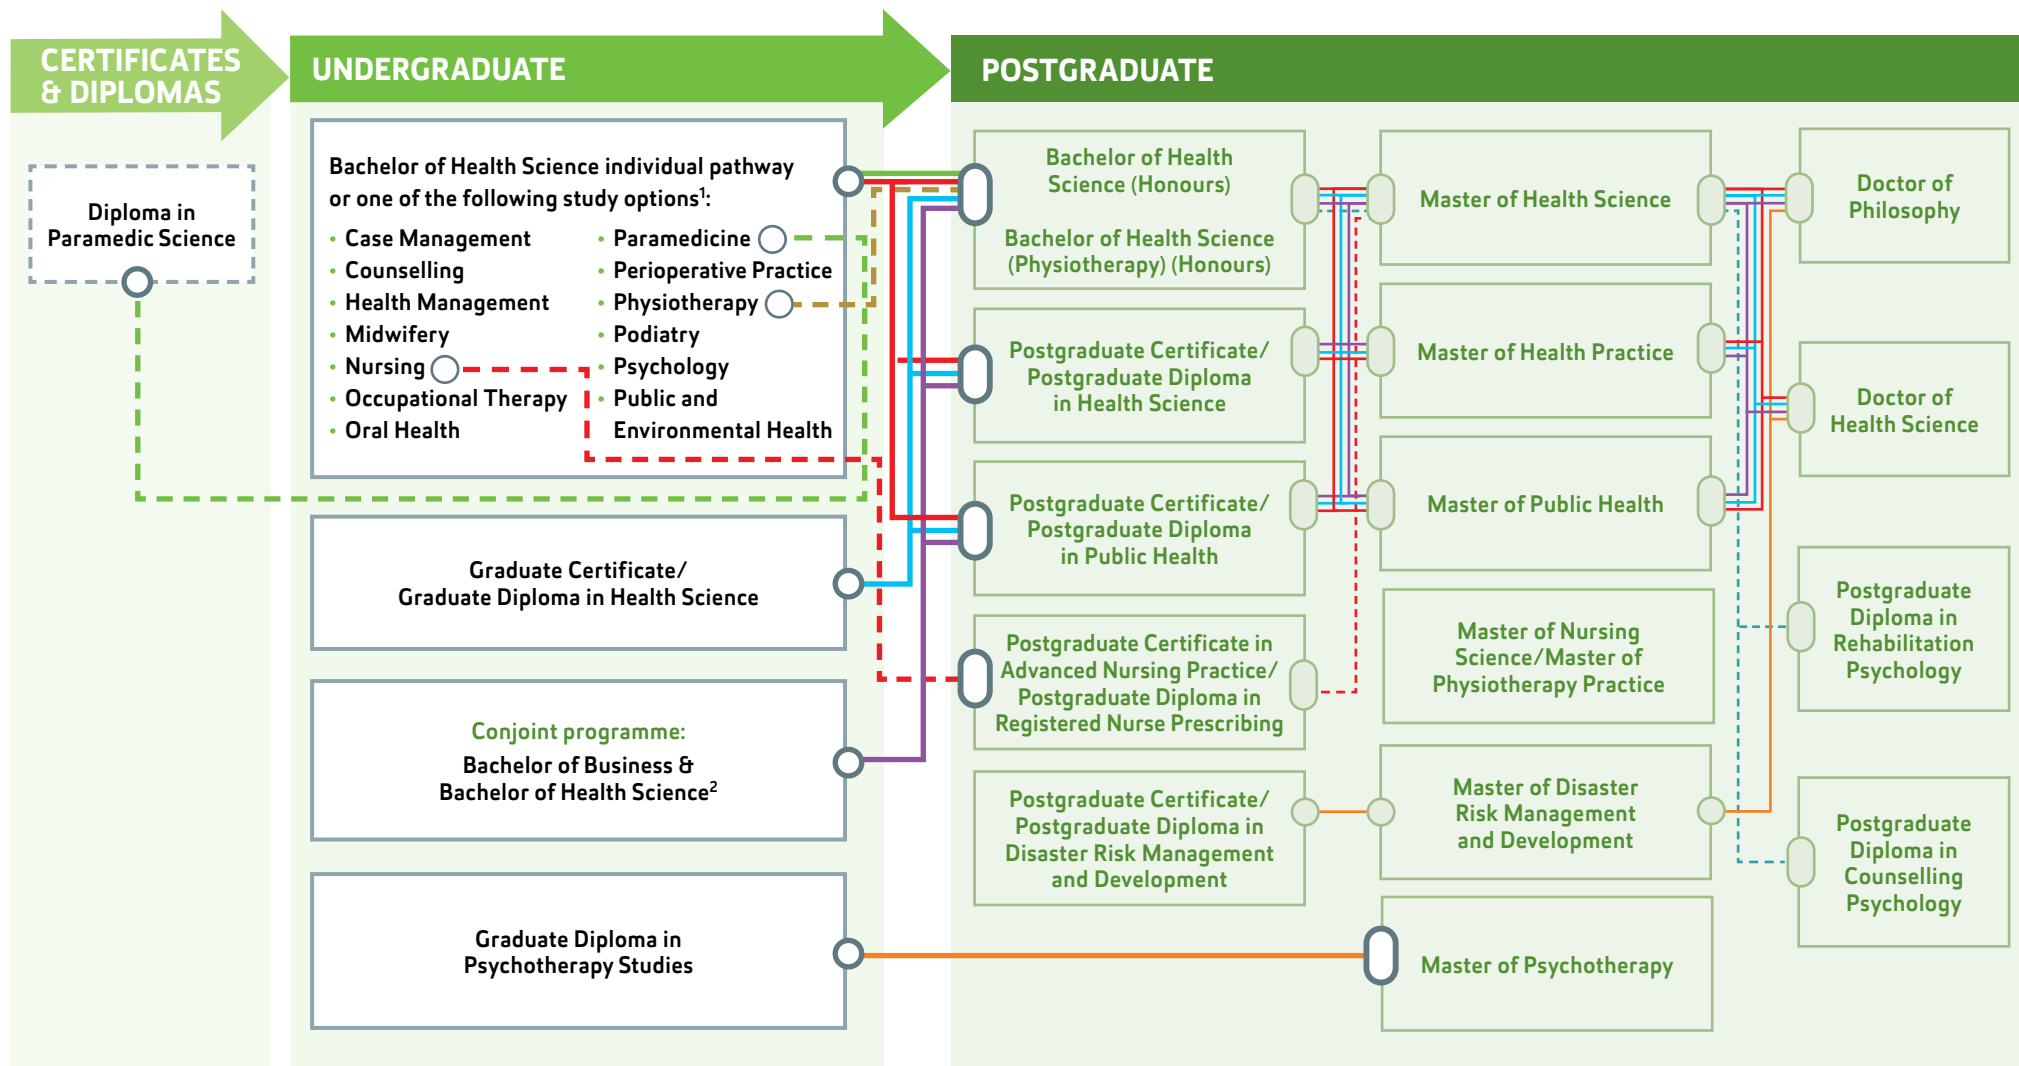 CERTIFICATES
& DIPLOMAS
UNDERGRADUATE
POSTGRADUATE
Diploma in
Paramedic Science
Bachelor of Health Science individual pathway
or one of the following study options¹:
• Case Management
• Counselling
• Health Management
• Midwifery
• Nursing
• Occupational Therapy
• Oral Health
• Paramedicine
• Perioperative Practice
• Physiotherapy
• Podiatry
• Psychology
• Public and
Environmental Health
Graduate Certificate/
Graduate Diploma in Health Science
Conjoint programme:
Bachelor of Business &
Bachelor of Health Science²
Graduate Diploma in
Psychotherapy Studies
Bachelor of Health
Science (Honours)
Bachelor of Health Science
(Physiotherapy) (Honours)
Postgraduate Certificate/
Postgraduate Diploma
in Health Science
Postgraduate Certificate/
Postgraduate Diploma
in Public Health
Postgraduate Certificate in
Advanced Nursing Practice/
Postgraduate Diploma in
Registered Nurse Prescribing
Postgraduate Certificate/
Postgraduate Diploma in
Disaster Risk Management
and Development
Master of Health Science
Master of Health Practice
Master of Public Health
Master of Nursing
Science/Master of
Physiotherapy Practice
Master of Disaster
Risk Management
and Development
Master of Psychotherapy
Doctor of
Philosophy
Doctor of
Health Science
Postgraduate
Diploma in
Rehabilitation
Psychology
Postgraduate
Diploma in
Counselling
Psychology